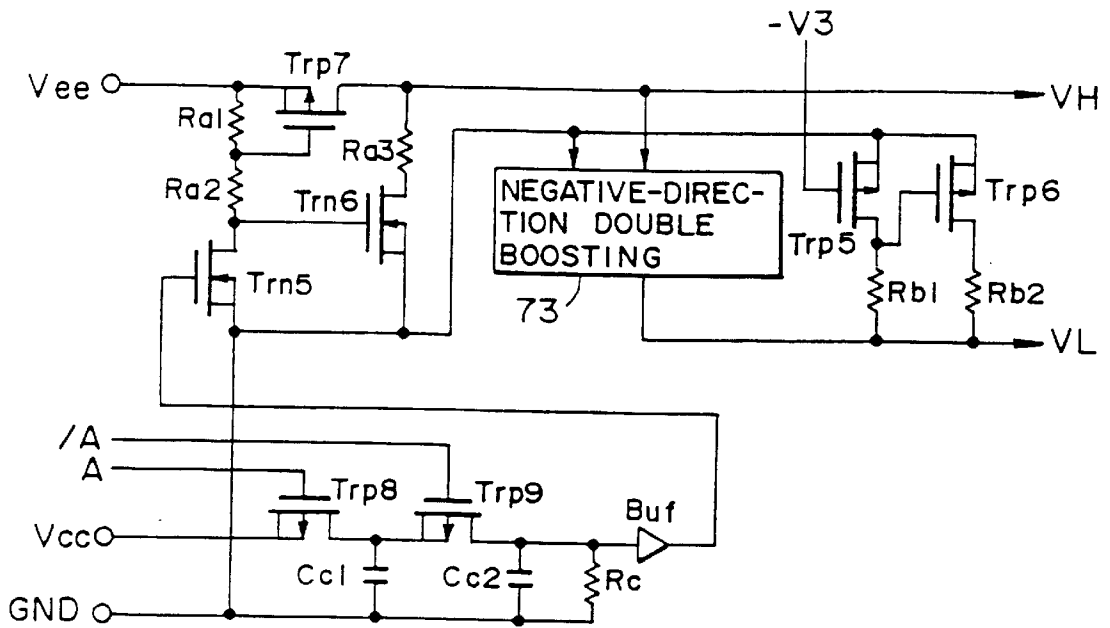 -V3
Vee
Trp7
VH
Ra1
Ra3
Ra2
Trn6
NEGATIVE-DIREC-
TION DOUBLE
BOOSTING
Trp5
Trp6
Trn5
73
Rb1
Rb2
VL
/A
A
Trp8
Trp9
Buf
Vcc
Cc1
Cc2
Rc
GND